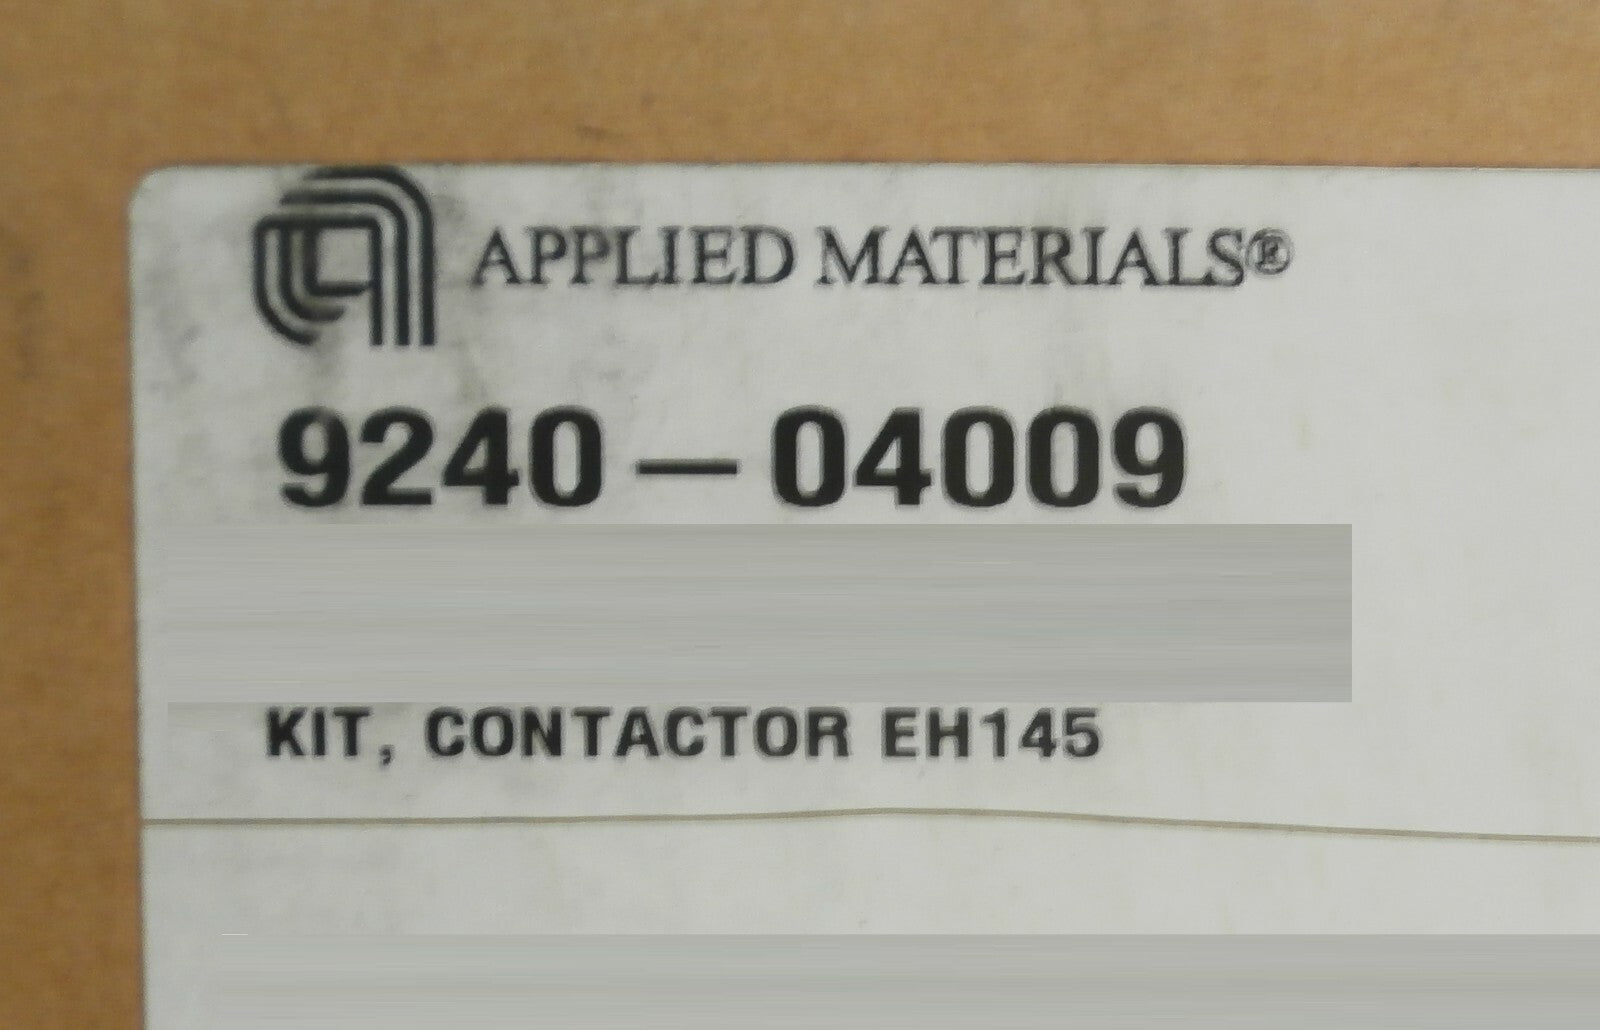 APPLIED MATERIALS®
9240-04009
KIT, CONTACTOR EH145